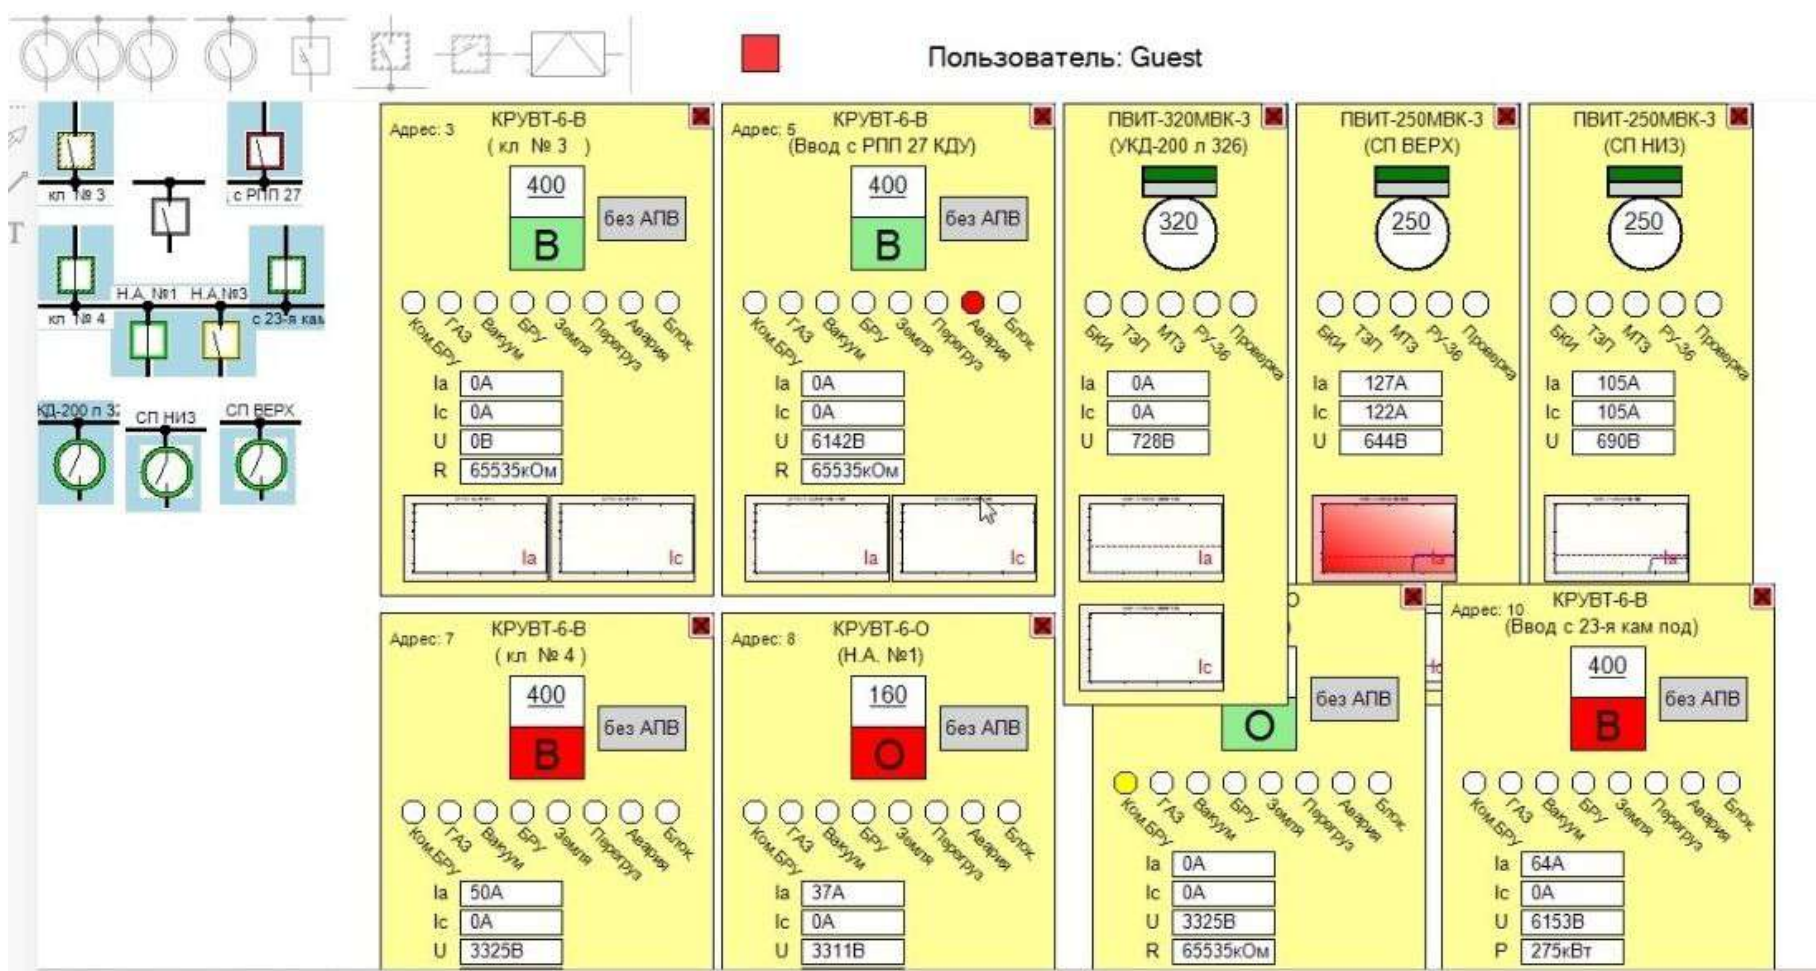 Пользователь: Guest
кл № 3
с РПП 27
кл № 4
Н.А. №1
Н.А.№3
с 23-я кам
КД-200 л 32
СП НИЗ
СП ВЕРХ
T
КРУВТ-6-В
Адрес: 3
( кл № 3 )
400
В
без АПВ
Ком.БРУ
ГАЗ
Вакуум
БРУ
Земля
Перегруз
Авария
Блок.
Ia 0А
Ic 0А
U 0В
R 65535кОм
Ia
Ic
КРУВТ-6-В
Адрес: 5
(Ввод с РПП 27 КДУ)
400
В
без АПВ
Ком.БРУ
ГАЗ
Вакуум
БРУ
Земля
Перегруз
Авария
Блок.
Ia 0А
Ic 0А
U 6142В
R 65535кОм
Ia
Ic
ПВИТ-320МВК-3
(УКД-200 л 326)
320
БКИ
ТЗП
МТЗ
РУ-36
Проверка
Ia 0А
Ic 0А
U 728В
Ia
Ic
ПВИТ-250МВК-3
(СП ВЕРХ)
250
БКИ
ТЗП
МТЗ
РУ-36
Проверка
Ia 127А
Ic 122А
U 644В
Ia
Ic
ПВИТ-250МВК-3
(СП НИЗ)
250
БКИ
ТЗП
МТЗ
РУ-36
Проверка
Ia 105А
Ic 105А
U 690В
Ia
КРУВТ-6-В
Адрес: 7
( кл № 4 )
400
В
без АПВ
Ком.БРУ
ГАЗ
Вакуум
БРУ
Земля
Перегруз
Авария
Блок.
Ia 50А
Ic 0А
U 3325В
КРУВТ-6-О
Адрес: 8
(Н.А. №1)
160
О
без АПВ
Ком.БРУ
ГАЗ
Вакуум
БРУ
Земля
Перегруз
Авария
Блок.
Ia 37А
Ic 0А
U 3311В
О
)
О
без АПВ
Ком.БРУ
ГАЗ
Вакуум
БРУ
Земля
Перегруз
Авария
Блок.
Ia 0А
Ic 0А
U 3325В
R 65535кОм
КРУВТ-6-В
Адрес: 10
(Ввод с 23-я кам под)
400
В
без АПВ
Ком.БРУ
ГАЗ
Вакуум
БРУ
Земля
Перегруз
Авария
Блок.
Ia 64А
Ic 0А
U 6153В
P 275кВт